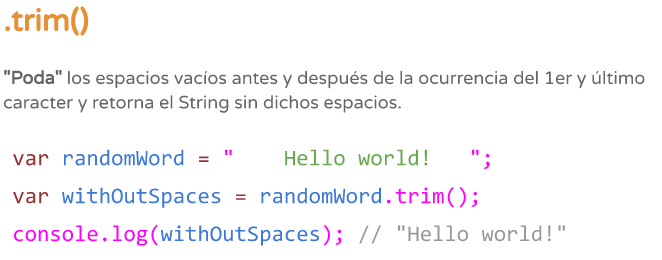 .trim()
"Poda" los espacios vacíos antes y después de la ocurrencia del 1er y último
caracter y retorna el String sin dichos espacios.
var randomWord = "    Hello world!   ";
var withOutSpaces = randomWord.trim();
console.log(withOutSpaces); // "Hello world!"